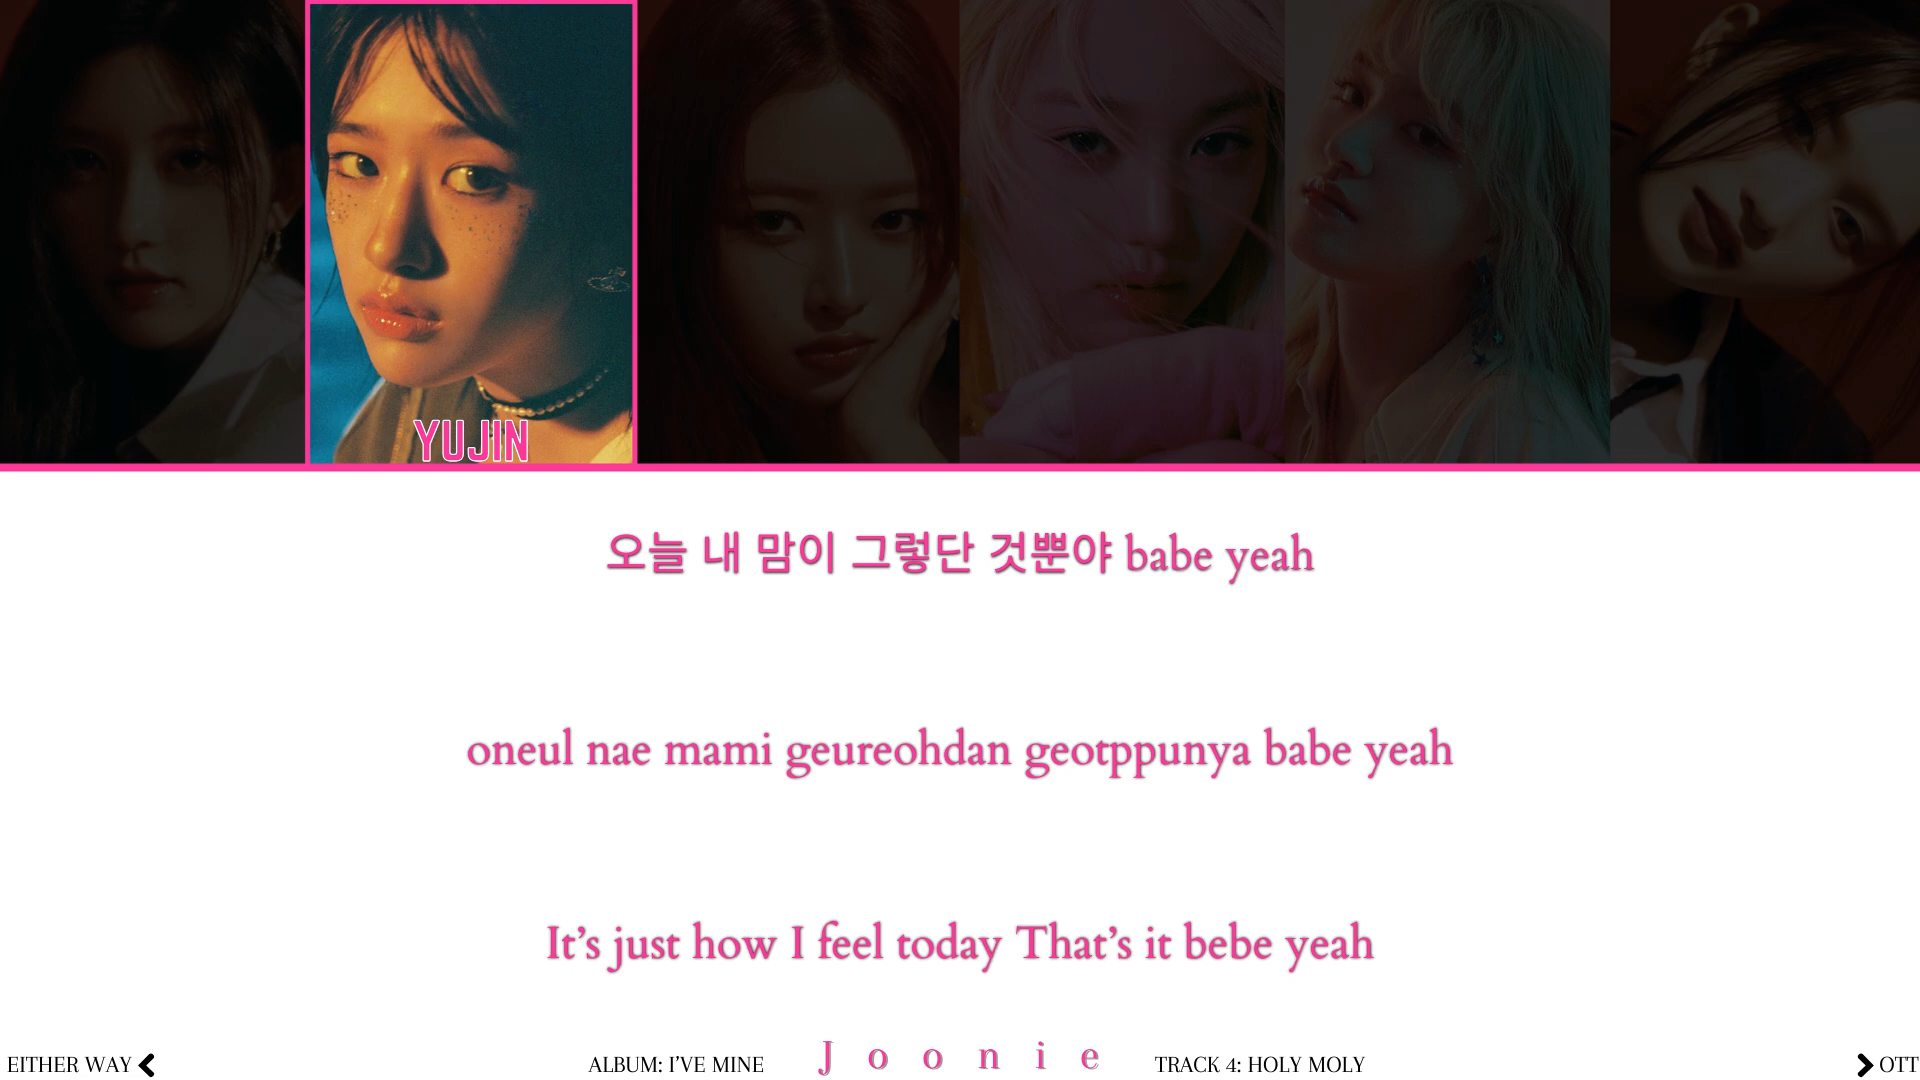 YUJIN
오늘 내 맘이 그렇단 것뿐야 babe yeah
oneul nae mami geureohdan geotppunya babe yeah
It's just how I feel today That's it bebe yeah
EITHER WAY
ALBUM: I'VE MINE
Joonie
TRACK 4: HOLY MOLY
OTT